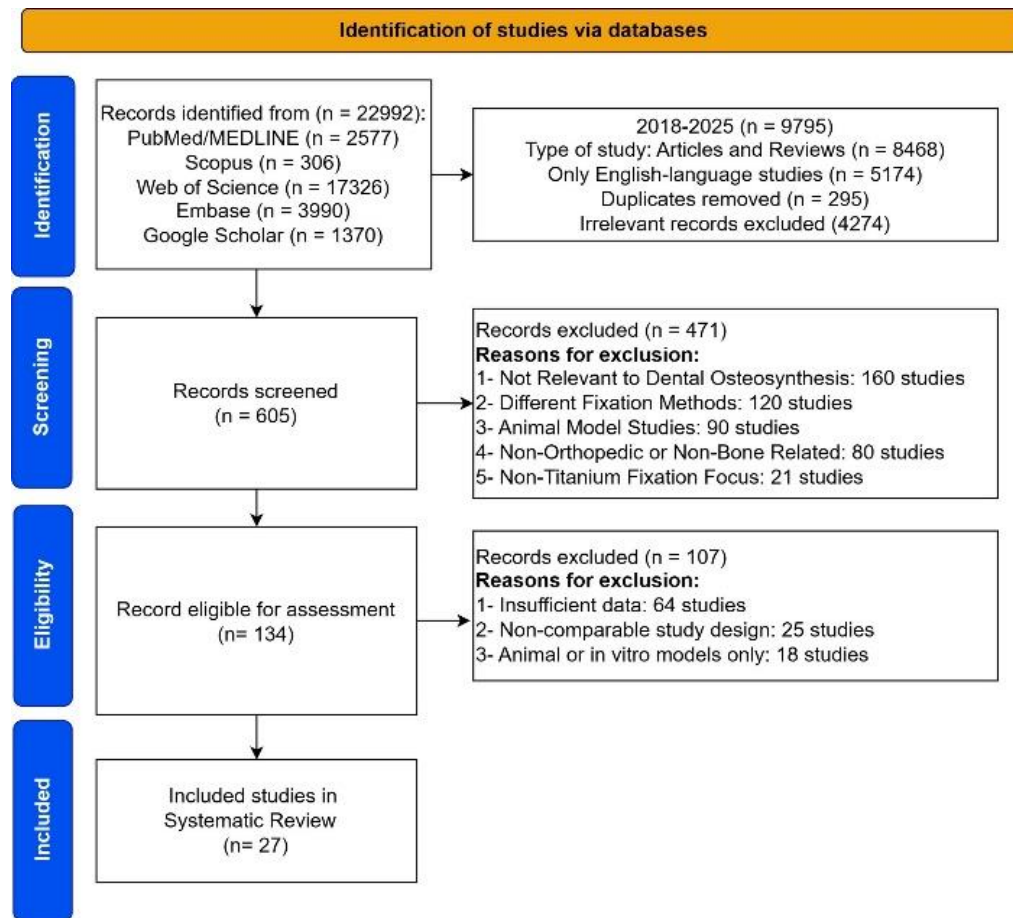 Identification of studies via databases
Identification
Records identified from (n = 22992):
PubMed/MEDLINE (n = 2577)
Scopus (n = 306)
Web of Science (n = 17326)
Embase (n = 3990)
Google Scholar (n = 1370)
2018-2025 (n = 9795)
Type of study: Articles and Reviews (n = 8468)
Only English-language studies (n = 5174)
Duplicates removed (n = 295)
Irrelevant records excluded (4274)
Screening
Records screened
(n = 605)
Records excluded (n = 471)
Reasons for exclusion:
1- Not Relevant to Dental Osteosynthesis: 160 studies
2- Different Fixation Methods: 120 studies
3- Animal Model Studies: 90 studies
4- Non-Orthopedic or Non-Bone Related: 80 studies
5- Non-Titanium Fixation Focus: 21 studies
Eligibility
Record eligible for assessment
(n= 134)
Records excluded (n = 107)
Reasons for exclusion:
1- Insufficient data: 64 studies
2- Non-comparable study design: 25 studies
3- Animal or in vitro models only: 18 studies
Included
Included studies in
Systematic Review
(n= 27)